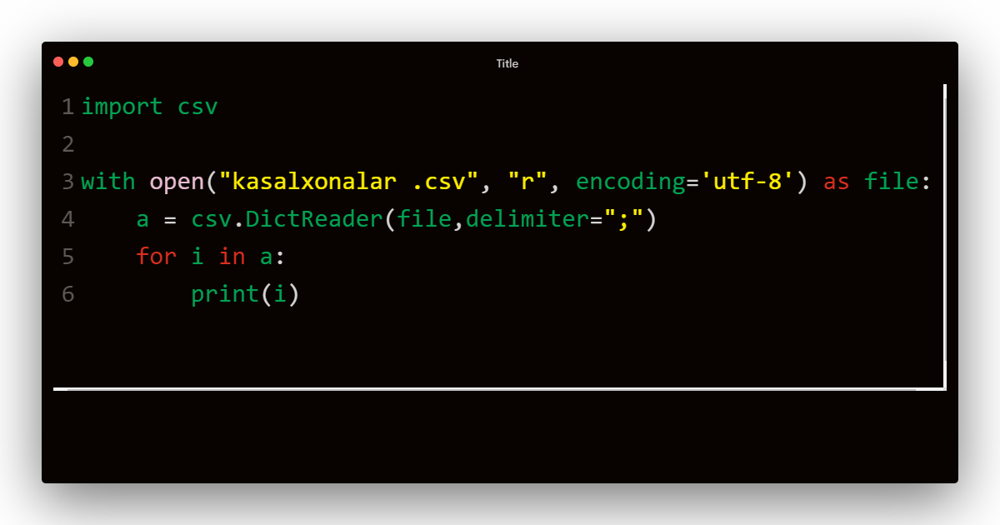 Title
1 import csv
2
3 with open("kasalxonalar .csv", "r", encoding='utf-8') as file:
4     a = csv.DictReader(file,delimiter=";")
5     for i in a:
6         print(i)